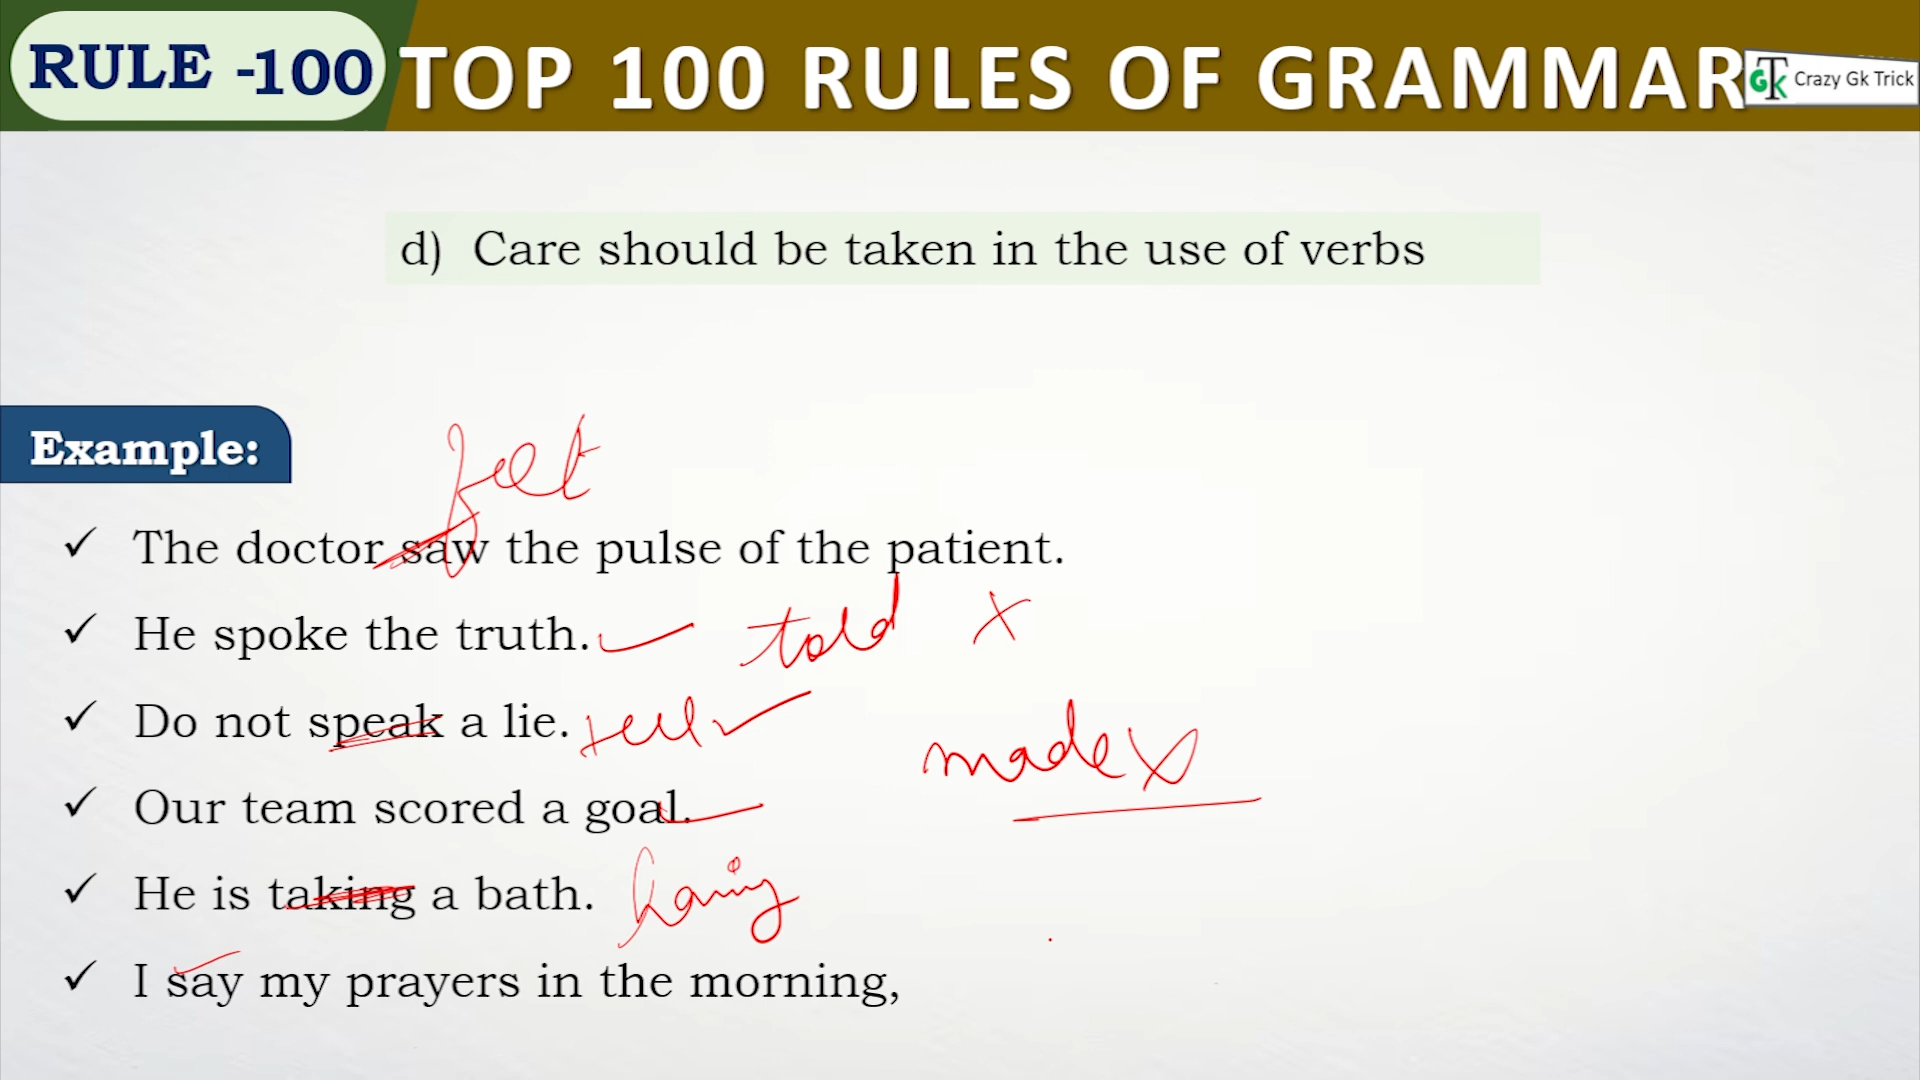 RULE -100
TOP 100 RULES OF GRAMMAR
GTK Crazy Gk Trick
d) Care should be taken in the use of verbs
Example:
felt
✓ The doctor saw the pulse of the patient.
✓ He spoke the truth. ✓ told ×
✓ Do not speak a lie. tell ✓
made ×
✓ Our team scored a goal. ✓
✓ He is taking a bath. having
✓ I say my prayers in the morning,